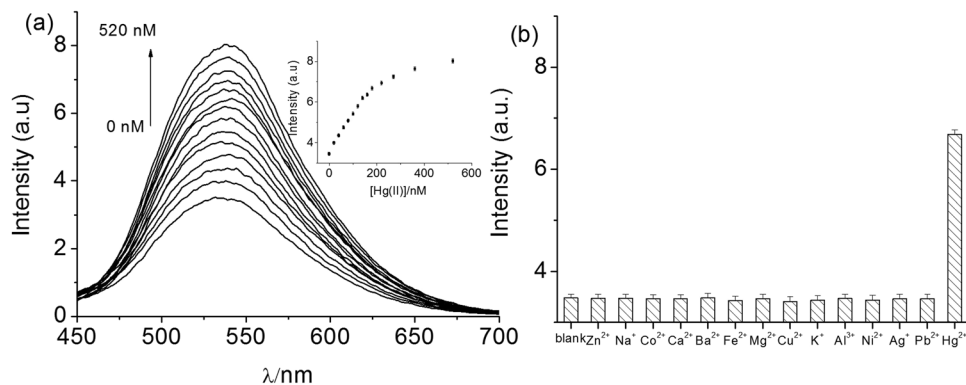 (a)
520 nM
0 nM
Intensity (a.u)
8
6
4
2
0
450 500 550 600 650 700
λ/nm
Intensity (a.u)
8
6
4
0 200 400 600
[Hg(II)]/nM
(b)
Intensity (a.u.)
8
6
4
blank Zn²⁺ Na⁺ Co²⁺ Ca²⁺ Ba²⁺ Fe²⁺ Mg²⁺ Cu²⁺ K⁺ Al³⁺ Ni²⁺ Ag⁺ Pb²⁺ Hg²⁺